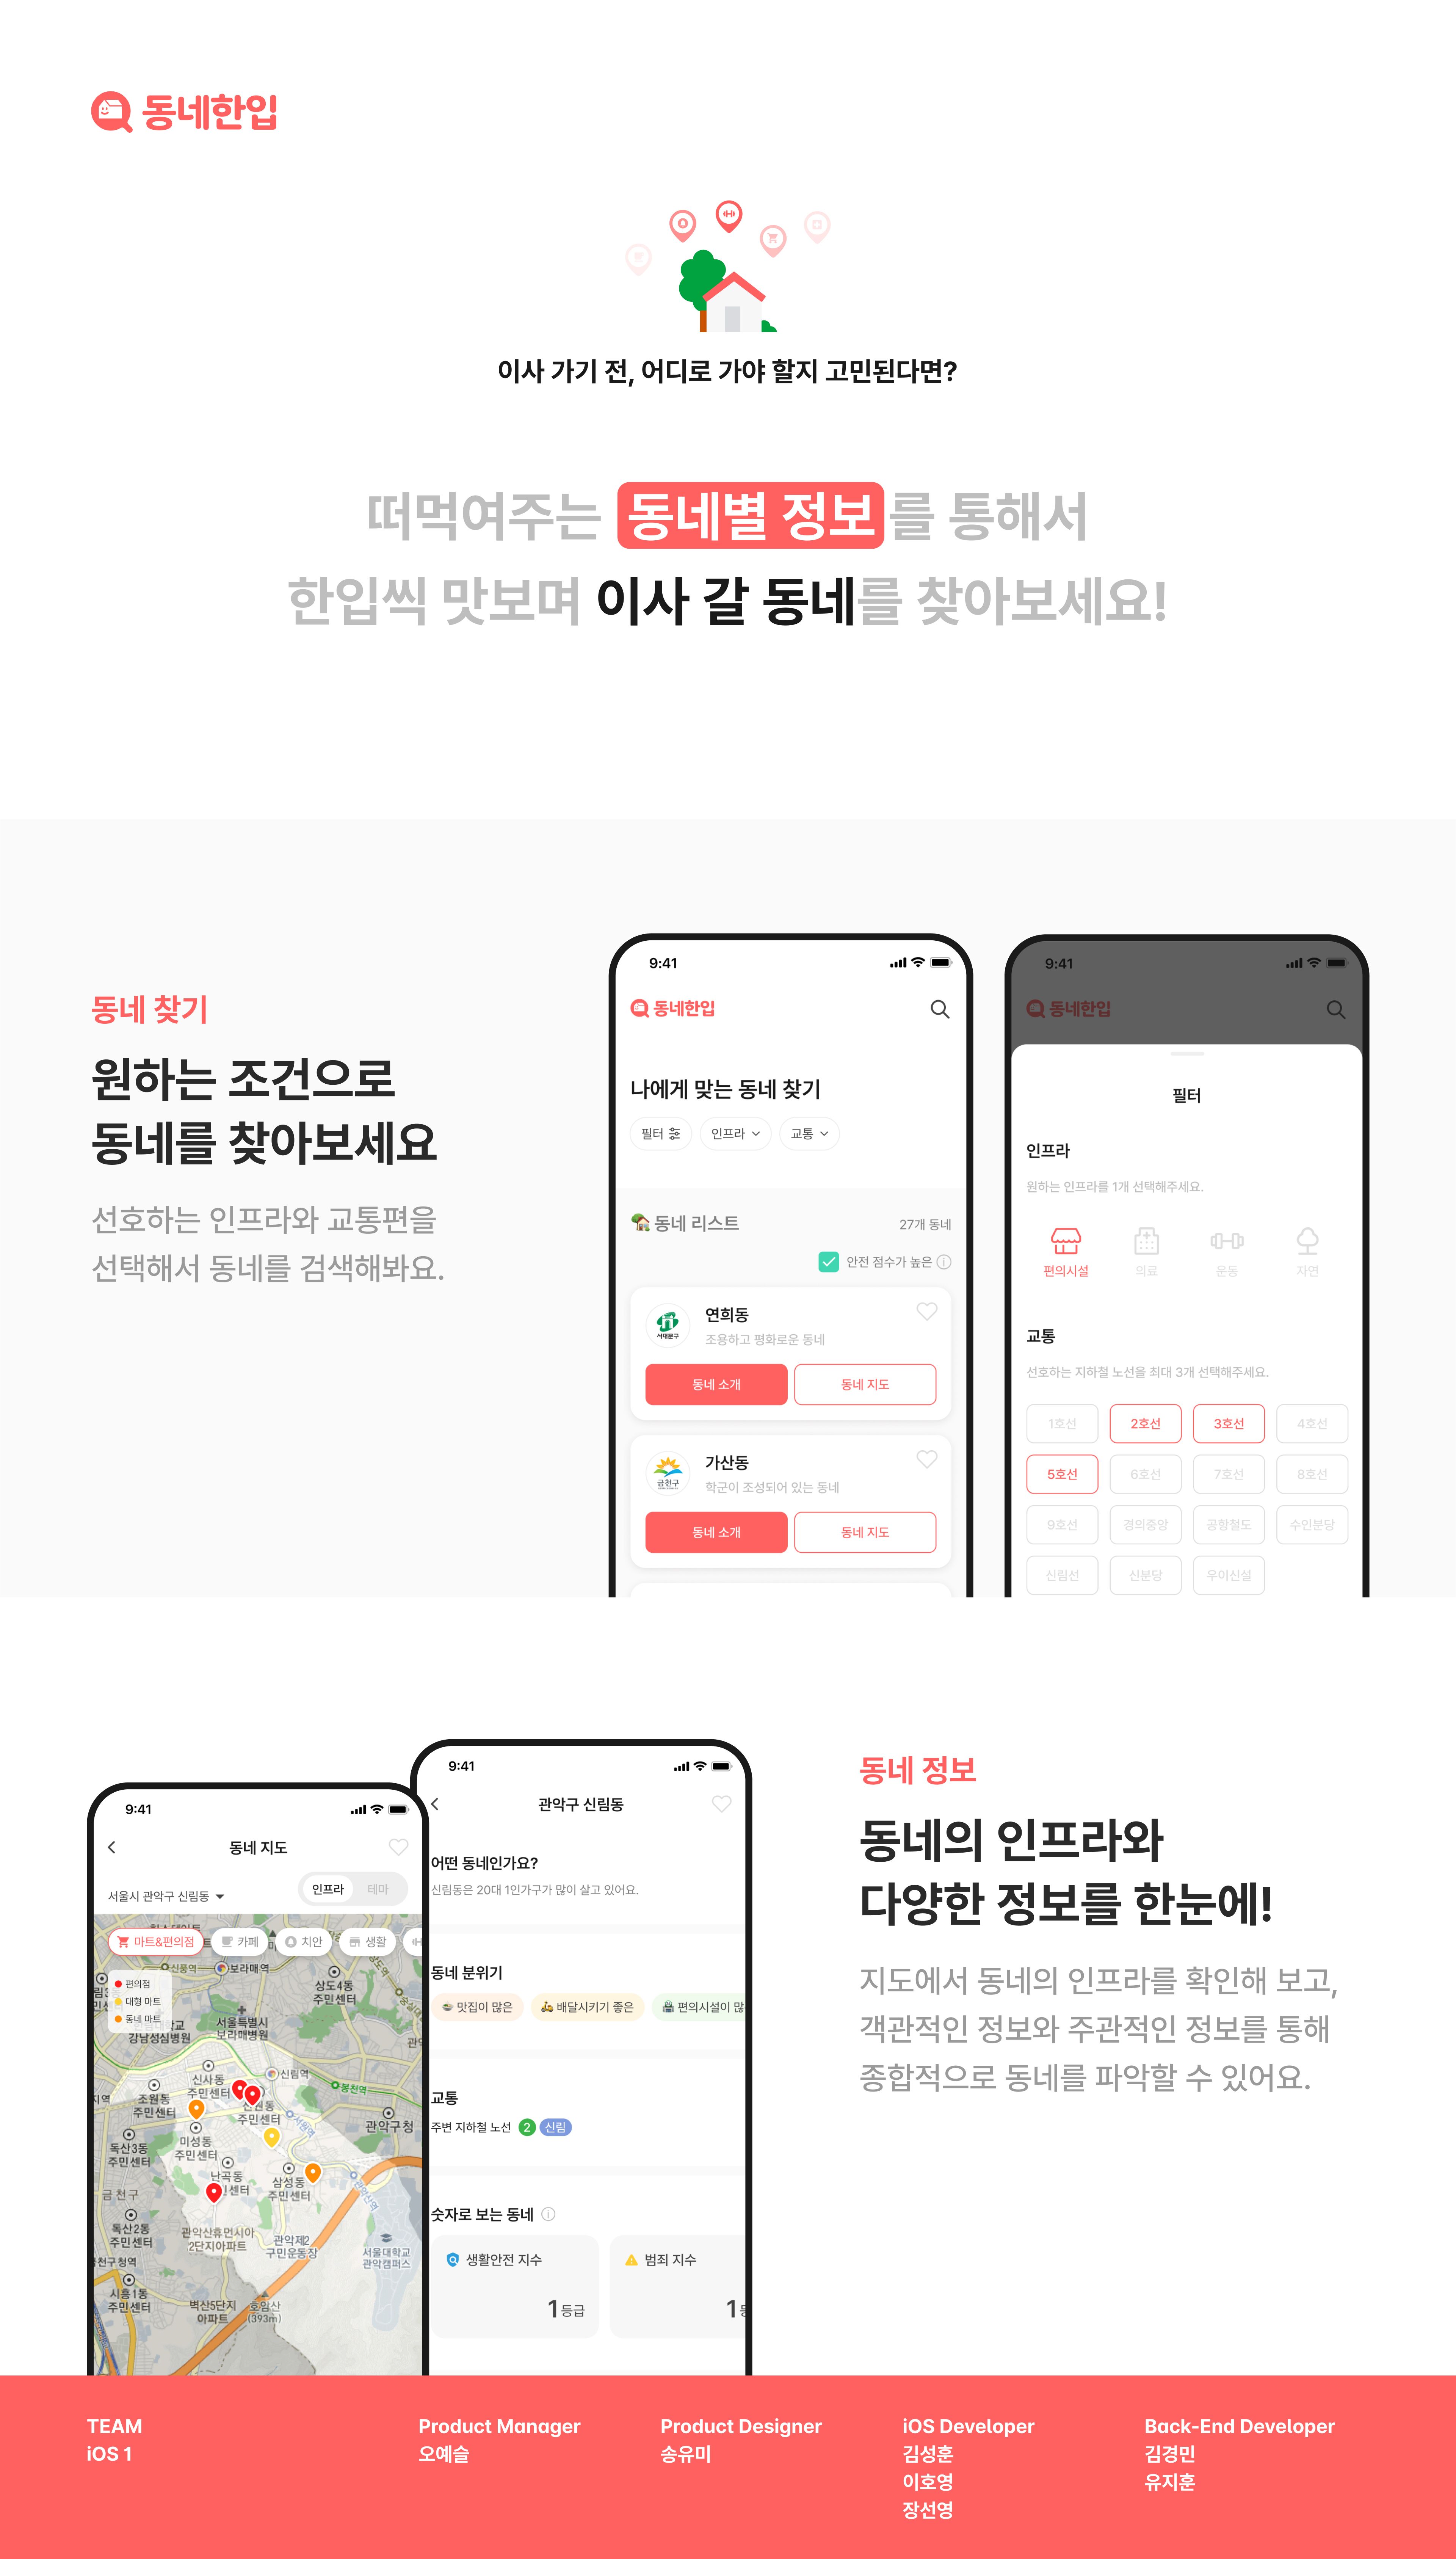 동네한입
이사 가기 전, 어디로 가야 할지 고민된다면?
떠먹여주는 동네별 정보를 통해서
한입씩 맛보며 이사 갈 동네를 찾아보세요!
동네 찾기
원하는 조건으로
동네를 찾아보세요
선호하는 인프라와 교통편을
선택해서 동네를 검색해봐요.
9:41
동네한입
나에게 맞는 동네 찾기
필터 인프라 교통
동네 리스트 27개 동네
안전 점수가 높은
서대문구
연희동
조용하고 평화로운 동네
동네 소개 동네 지도
금천구
가산동
학군이 조성되어 있는 동네
동네 소개 동네 지도
9:41
동네한입
필터
인프라
원하는 인프라를 1개 선택해주세요.
편의시설 의료 운동 자연
교통
선호하는 지하철 노선을 최대 3개 선택해주세요.
1호선 2호선 3호선 4호선
5호선 6호선 7호선 8호선
9호선 경의중앙 공항철도 수인분당
신림선 신분당 우이신설
9:41
동네 지도
서울시 관악구 신림동 인프라 테마
마트&편의점 카페 치안 생활
신풍역 보라매역
편의점
대형 마트
동네 마트
상도4동
주민센터
강남성심병원
서울특별시
보라매병원
신사동
주민센터
신림역
봉천역
조원동
주민센터
주민센터
서원역
관악구청
미성동
주민센터
독산3동
주민센터
난곡동
삼성동
주민센터
관악산역
금천구
독산2동
주민센터
관악산휴먼시아
2단지아파트
관악제2
구민운동장
서울대학교
관악캠퍼스
시흥1동
주민센터
벽산5단지
아파트
호암산
(393m)
9:41
관악구 신림동
어떤 동네인가요?
신림동은 20대 1인가구가 많이 살고 있어요.
동네 분위기
맛집이 많은 배달시키기 좋은 편의시설이 많
교통
주변 지하철 노선 2 신림
숫자로 보는 동네
생활안전 지수
1등급
범죄 지수
1등
동네 정보
동네의 인프라와
다양한 정보를 한눈에!
지도에서 동네의 인프라를 확인해 보고,
객관적인 정보와 주관적인 정보를 통해
종합적으로 동네를 파악할 수 있어요.
TEAM
iOS 1
Product Manager
오예슬
Product Designer
송유미
iOS Developer
김성훈
이호영
장선영
Back-End Developer
김경민
유지훈